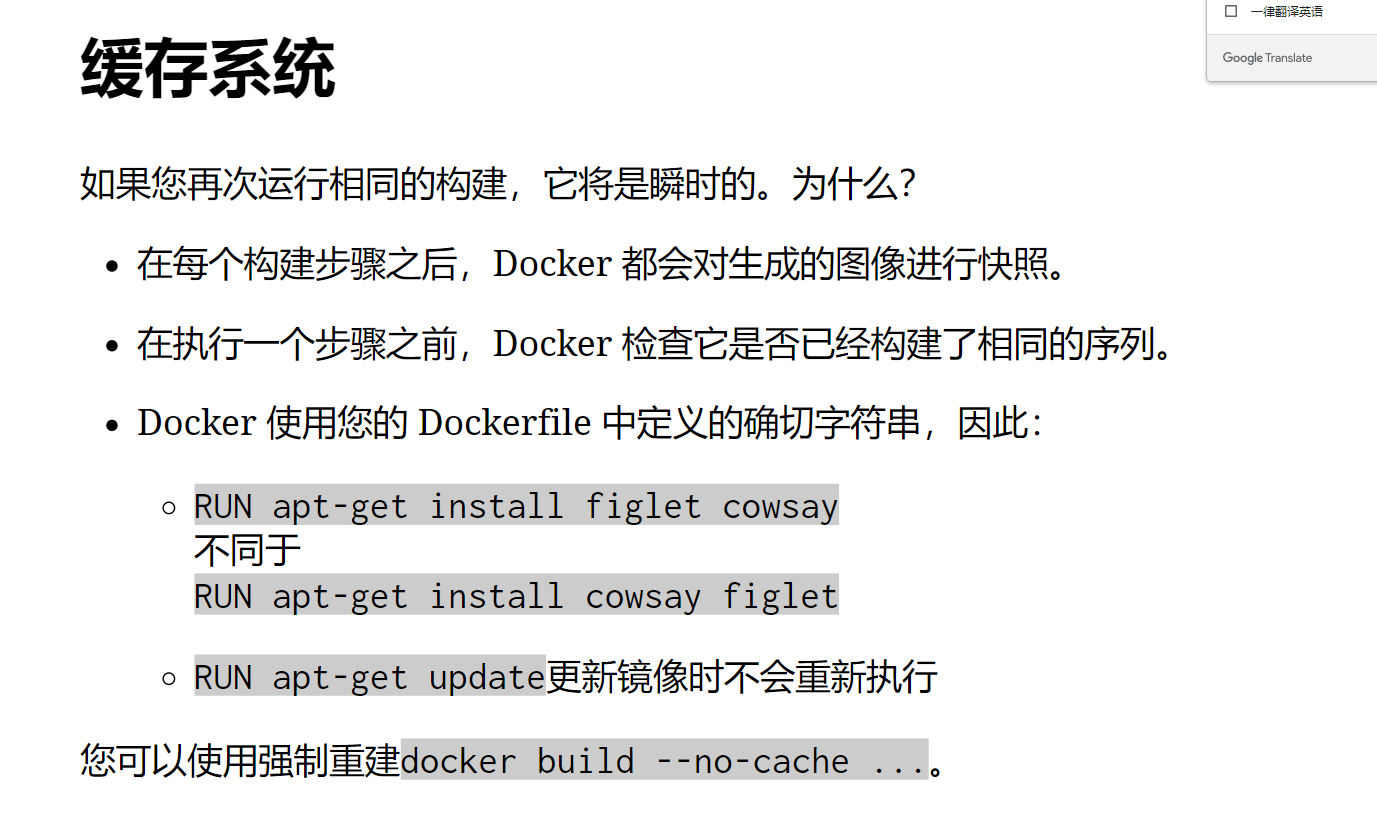 一律翻译英语
Google Translate
缓存系统
如果您再次运行相同的构建，它将是瞬时的。为什么？
在每个构建步骤之后，Docker 都会对生成的图像进行快照。
在执行一个步骤之前，Docker 检查它是否已经构建了相同的序列。
Docker 使用您的 Dockerfile 中定义的确切字符串，因此：
RUN apt-get install figlet cowsay
不同于
RUN apt-get install cowsay figlet
RUN apt-get update更新镜像时不会重新执行
您可以使用强制重建docker build --no-cache ...。